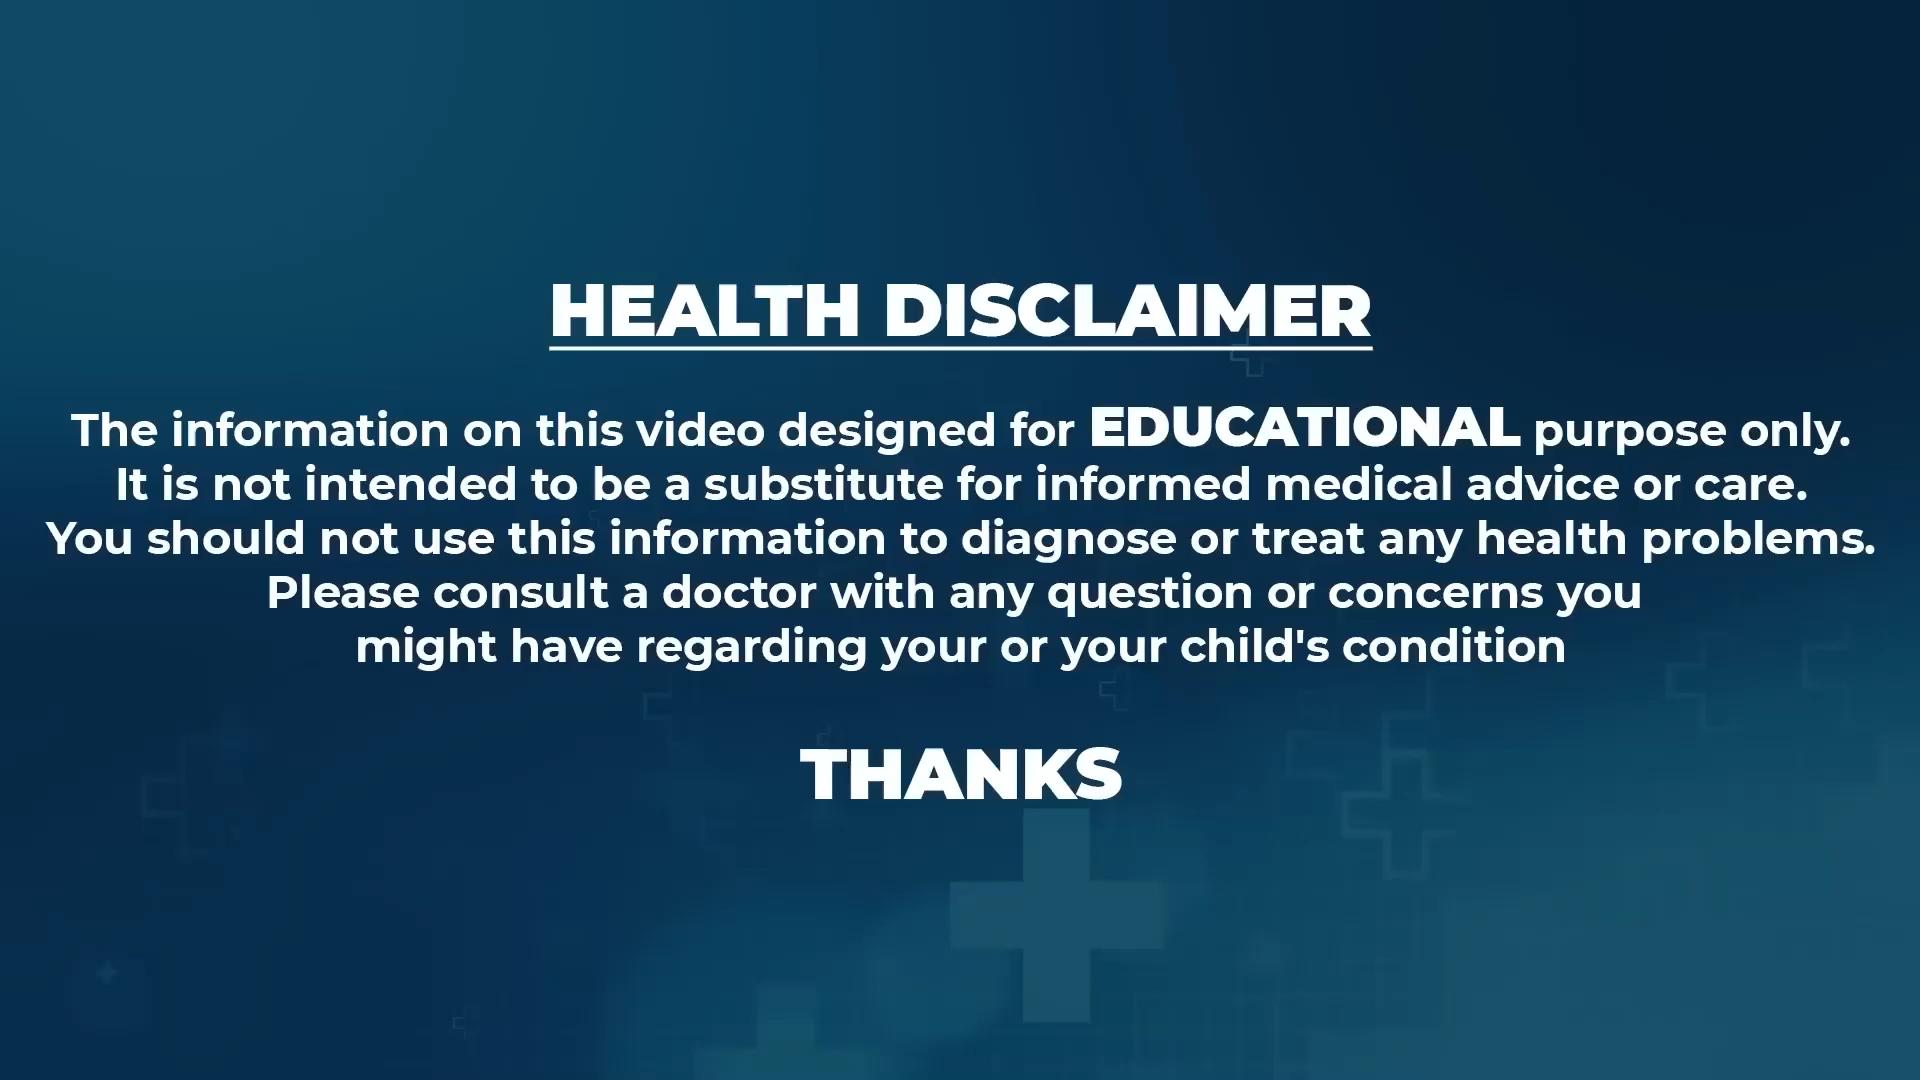 HEALTH DISCLAIMER
The information on this video designed for EDUCATIONAL purpose only.
It is not intended to be a substitute for informed medical advice or care.
You should not use this information to diagnose or treat any health problems.
Please consult a doctor with any question or concerns you
might have regarding your or your child's condition
THANKS